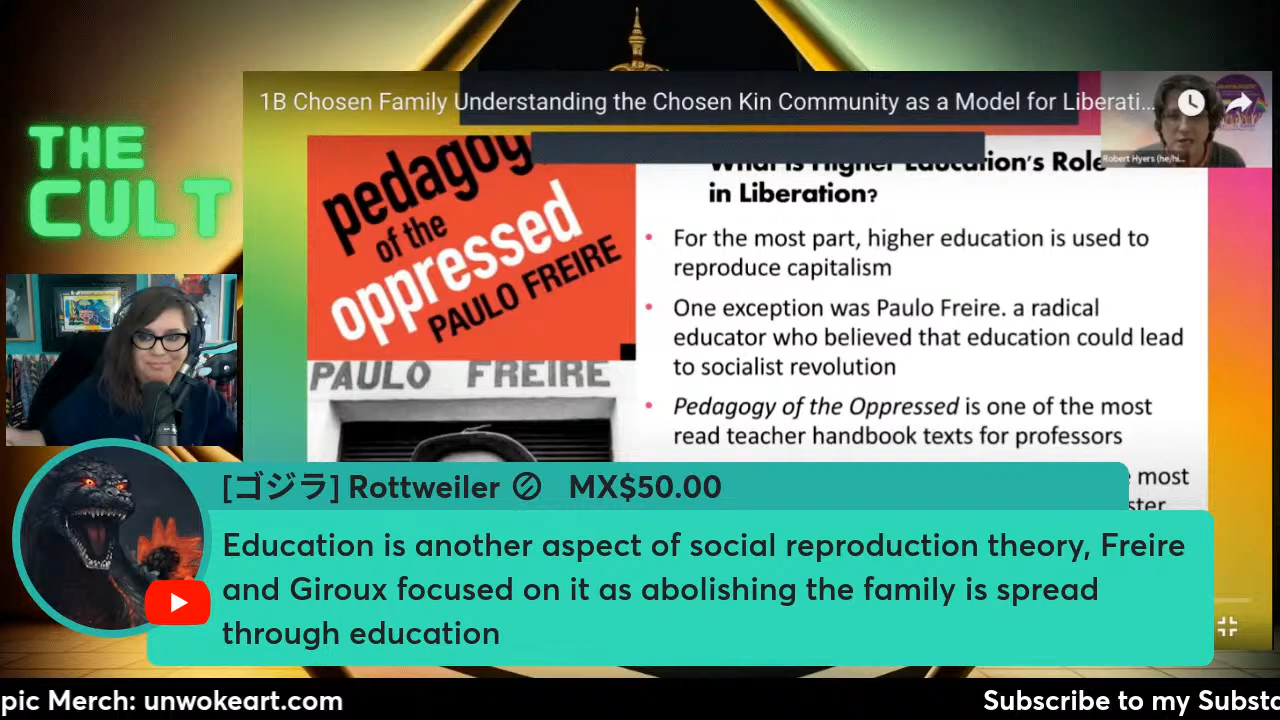 1B Chosen Family Understanding the Chosen Kin Community as a Model for Liberati...
THE
CULT
Robert Hyers (he/hi...
pedagogy
of the
oppressed
PAULO FREIRE
PAULO FREIRE
What is Higher Education's Role
in Liberation?
• For the most part, higher education is used to
reproduce capitalism
• One exception was Paulo Freire. a radical
educator who believed that education could lead
to socialist revolution
• Pedagogy of the Oppressed is one of the most
read teacher handbook texts for professors
most
[ゴジラ] Rottweiler MX$50.00
Education is another aspect of social reproduction theory, Freire
and Giroux focused on it as abolishing the family is spread
through education
pic Merch: unwokeart.com
Subscribe to my Substa